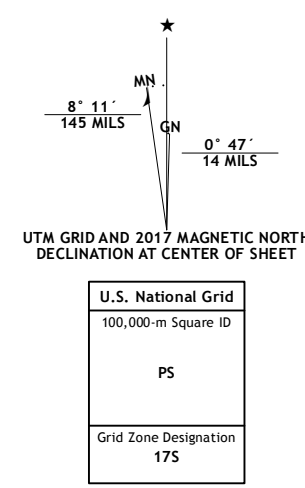 MN
8° 11´
145 MILS
GN
0° 47´
14 MILS
UTM GRID AND 2017 MAGNETIC NORTH
DECLINATION AT CENTER OF SHEET
U.S. National Grid
100,000-m Square ID
PS
Grid Zone Designation
17S